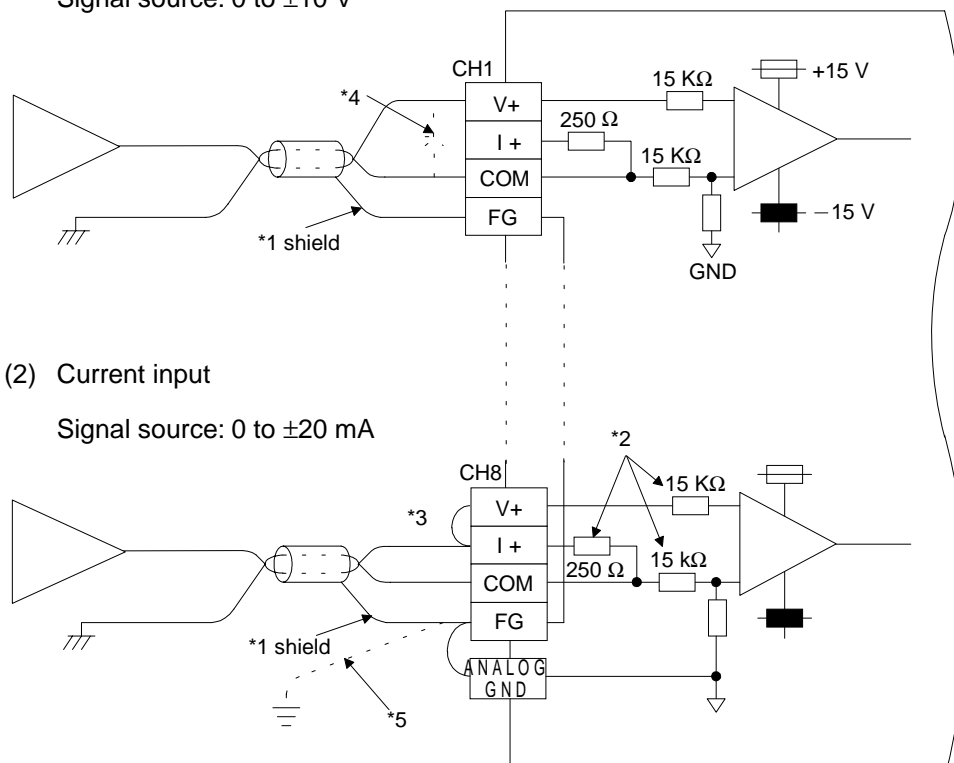 Signal source: 0 to ±10 V
CH1
*4
V+
I +
COM
FG
250 Ω
15 KΩ
15 KΩ
+15 V
−15 V
GND
*1 shield
(2) Current input
Signal source: 0 to ±20 mA
*2
CH8
*3
V+
I +
COM
FG
ANALOG
GND
15 KΩ
250 Ω
15 kΩ
*1 shield
*5